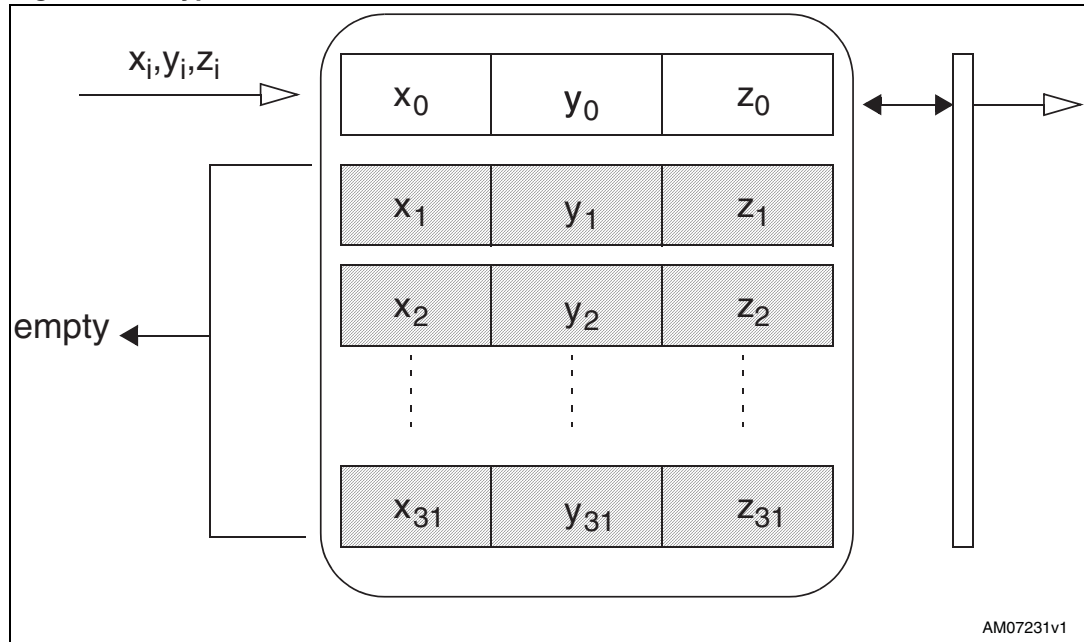 xᵢ,yᵢ,zᵢ
x₀ y₀ z₀
x₁ y₁ z₁
x₂ y₂ z₂
empty
x₃₁ y₃₁ z₃₁
AM07231v1